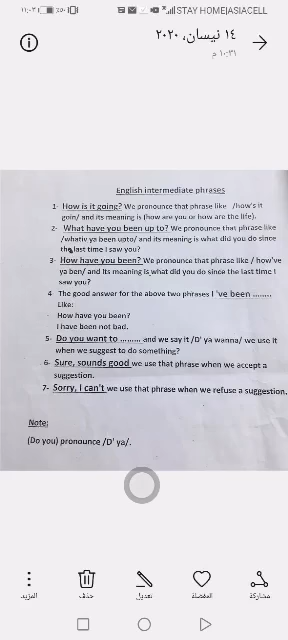 STAY HOME|ASIACELL
١٤ نيسان، ٢٠٢٠
١٠:٣١ م
English intermediate phrases
1- How is it going? We pronounce that phrase like /how's it
goin/ and its meaning is (how are you or how are the life).
2- What have you been up to? We pronounce that phrase like
/whativ ya been upto/ and its meaning is what did you do since
the last time I saw you?
3- How have you been? We pronounce that phrase like / how've
ya ben/ and its meaning is what did you do since the last time I
saw you?
4 The good answer for the above two phrases I 've been ........
Like:
How have you been?
I have been not bad.
5- Do you want to ......... and we say it /D' ya wanna/ we use it
when we suggest to do something?
6- Sure, sounds good we use that phrase when we accept a
suggestion.
7- Sorry, I can't we use that phrase when we refuse a suggestion.
Note:
(Do you) pronounce /D' ya/.
مشاركة
المفضلة
تعديل
حذف
المزيد